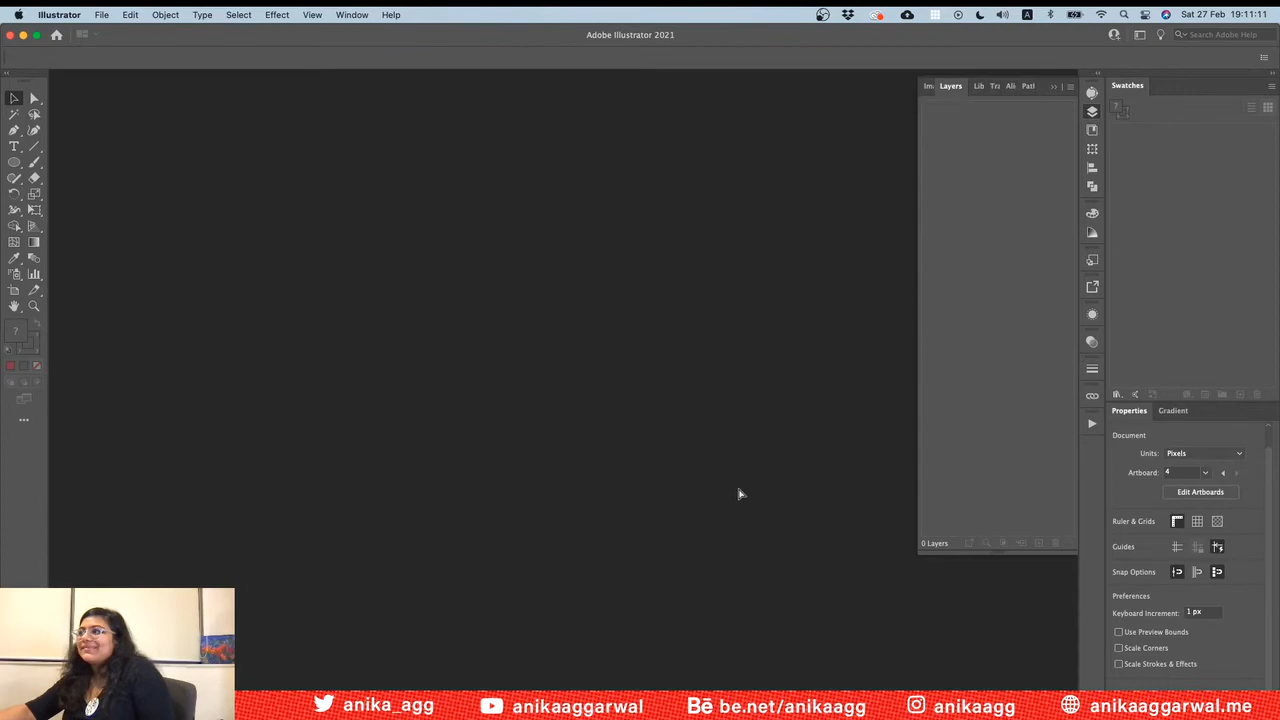 Illustrator File Edit Object Type Select Effect View Window Help
A
Sat 27 Feb 19:11:11
Adobe Illustrator 2021
Search Adobe Help
Layers Lib Tra Ali Path
Swatches
T
?
?
0 Layers
Properties Gradient
Document
Units: Pixels
Artboard: 4
Edit Artboards
Ruler & Grids
Guides
Snap Options
Preferences
Keyboard Increment: 1 px
Use Preview Bounds
Scale Corners
Scale Strokes & Effects
anika_agg
anikaaggarwal
Bē be.net/anikaagg
anikaagg
anikaaggarwal.me